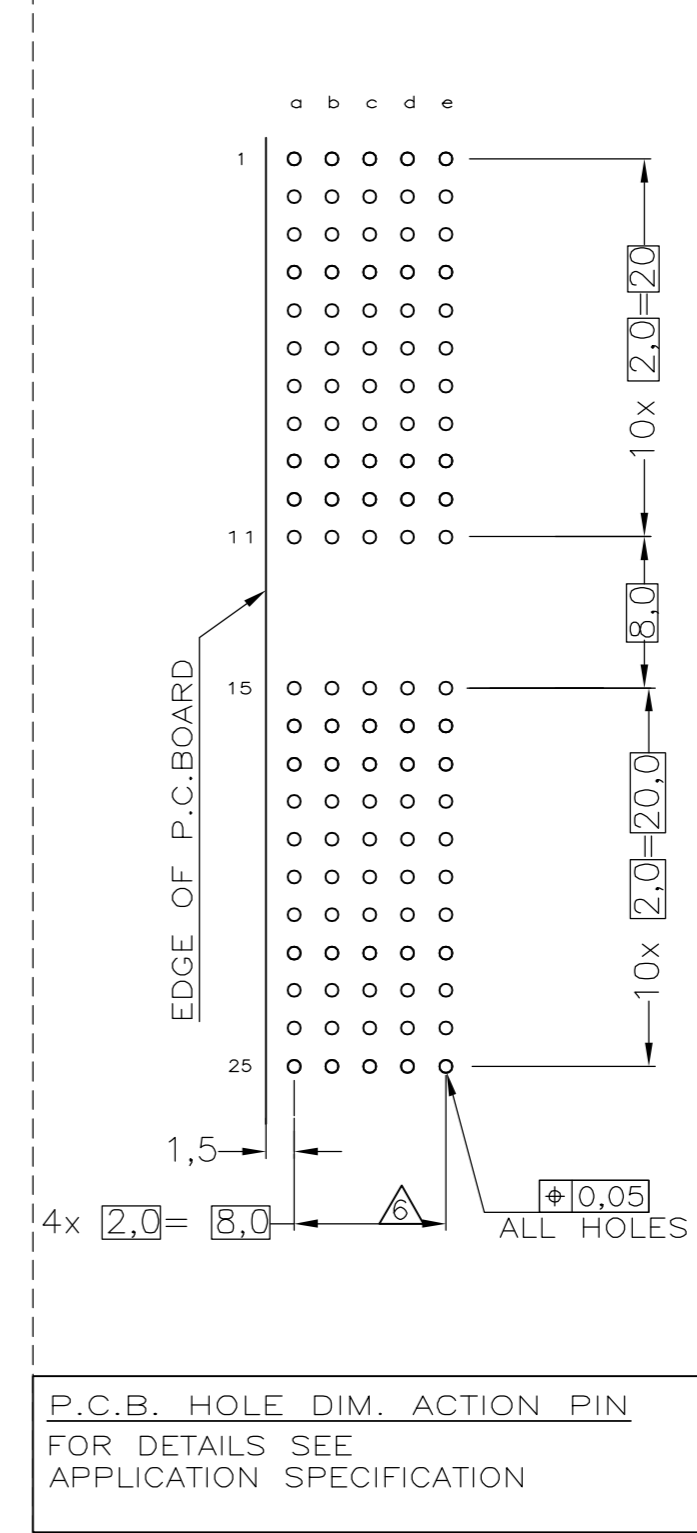 a b c d e
1
10x 2,0=20
11
8,0
EDGE OF P.C.BOARD
15
10x 2,0=20,0
25
1,5
4x 2,0= 8,0
6
⌖ 0,05
ALL HOLES
P.C.B. HOLE DIM. ACTION PIN
FOR DETAILS SEE
APPLICATION SPECIFICATION